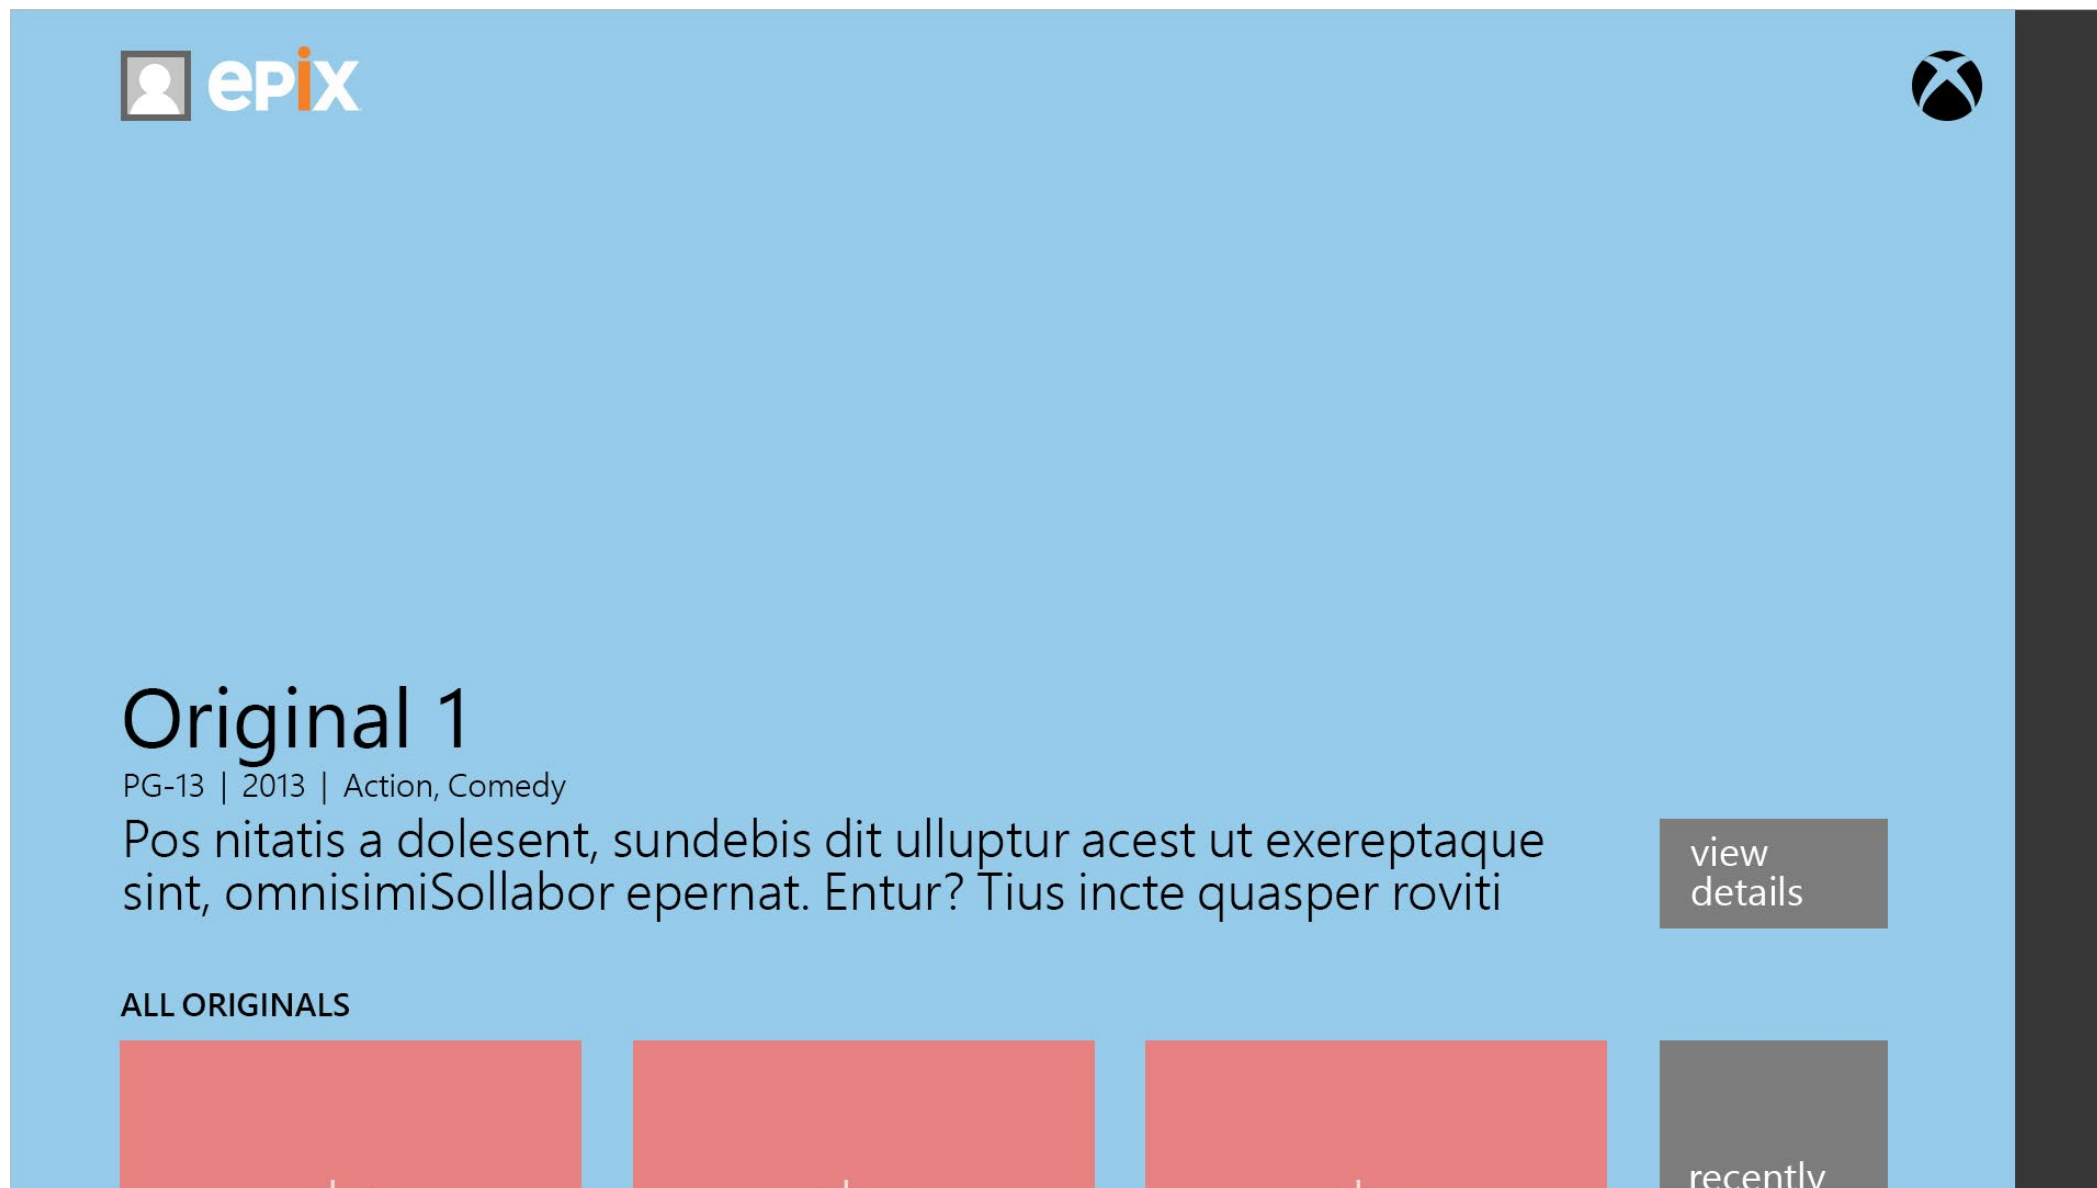 epix
Original 1
PG-13 | 2013 | Action, Comedy
Pos nitatis a dolesent, sundebis dit ulluptur acest ut exereptaque
sint, omnisimiSollabor epernat. Entur? Tius incte quasper roviti
view
details
ALL ORIGINALS
recently